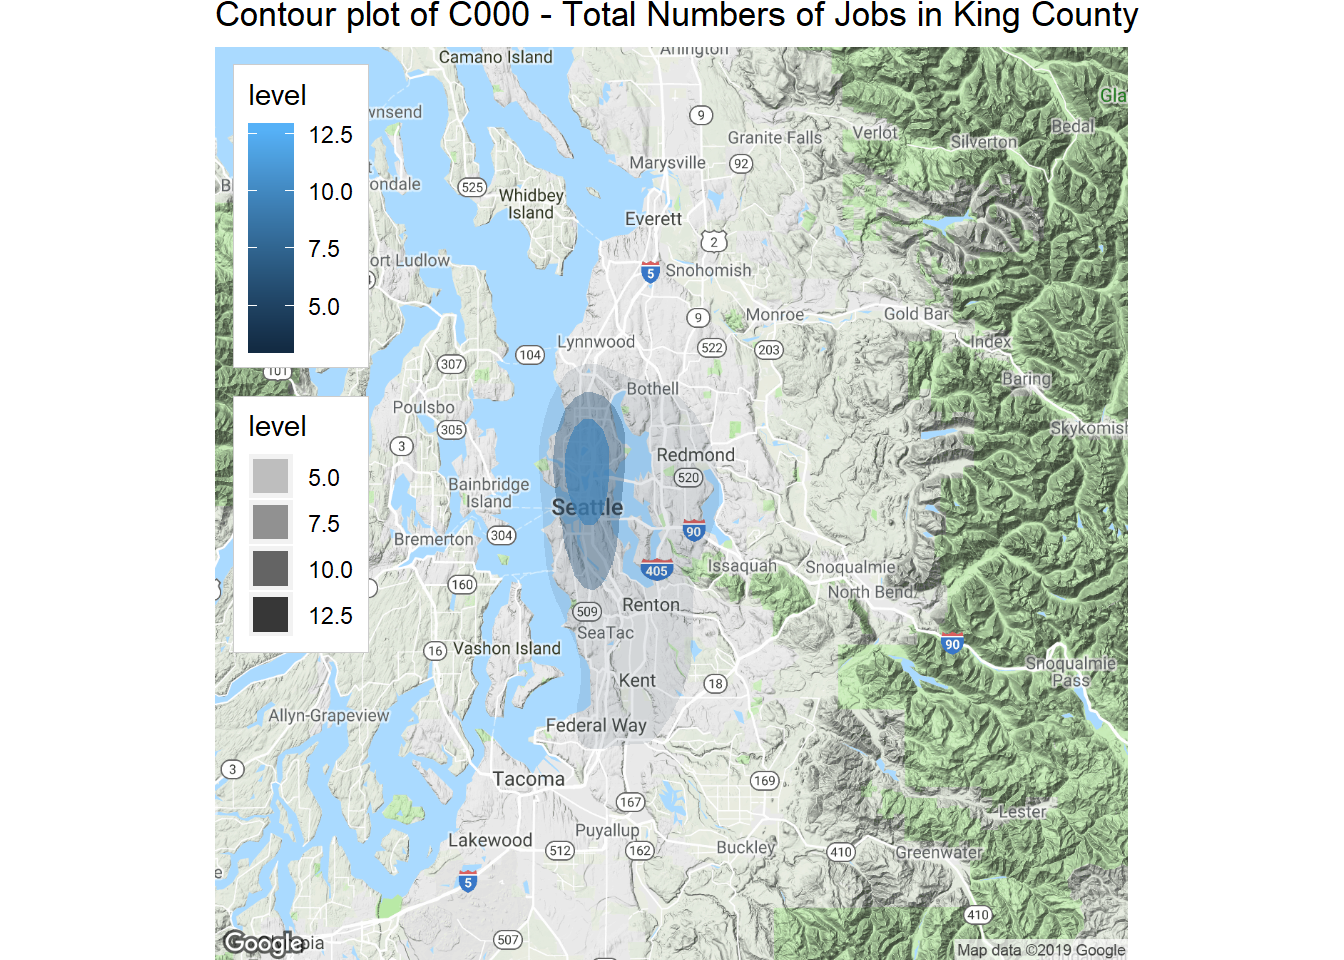 Contour plot of C000 - Total Numbers of Jobs in King County
Camano Island
Arlington
level
12.5
10.0
7.5
5.0
level
5.0
7.5
10.0
12.5
wnsend
ondale
ort Ludlow
9
Granite Falls
Verlot
Silverton
Bedal
Gla
Marysville
92
525
Whidbey
Island
Everett
2
5
Snohomish
9
Monroe
Gold Bar
Index
Baring
Skykomish
Lynnwood
522
203
104
307
101
Bothell
Poulsbo
305
3
Redmond
520
Bainbridge
Island
Seattle
Bremerton
304
90
405
Issaquah
Snoqualmie
North Bend
160
509
Renton
SeaTac
90
Snoqualmie
Pass
16
Vashon Island
Kent
18
Allyn-Grapeview
Federal Way
3
Tacoma
169
167
Lester
Lakewood
Puyallup
512
162
Buckley
410
Greenwater
5
410
507
Google
pia
Map data ©2019 Google